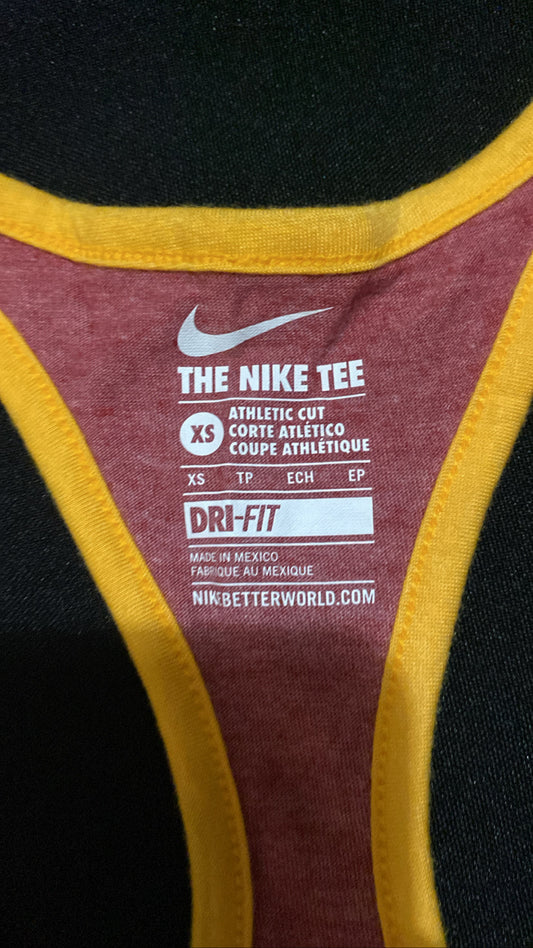 THE NIKE TEE
XS
ATHLETIC CUT
CORTE ATLÉTICO
COUPE ATHLÉTIQUE
XS TP ECH EP
DRI-FIT
MADE IN MEXICO
FABRIQUE AU MEXIQUE
NIKEBETTERWORLD.COM